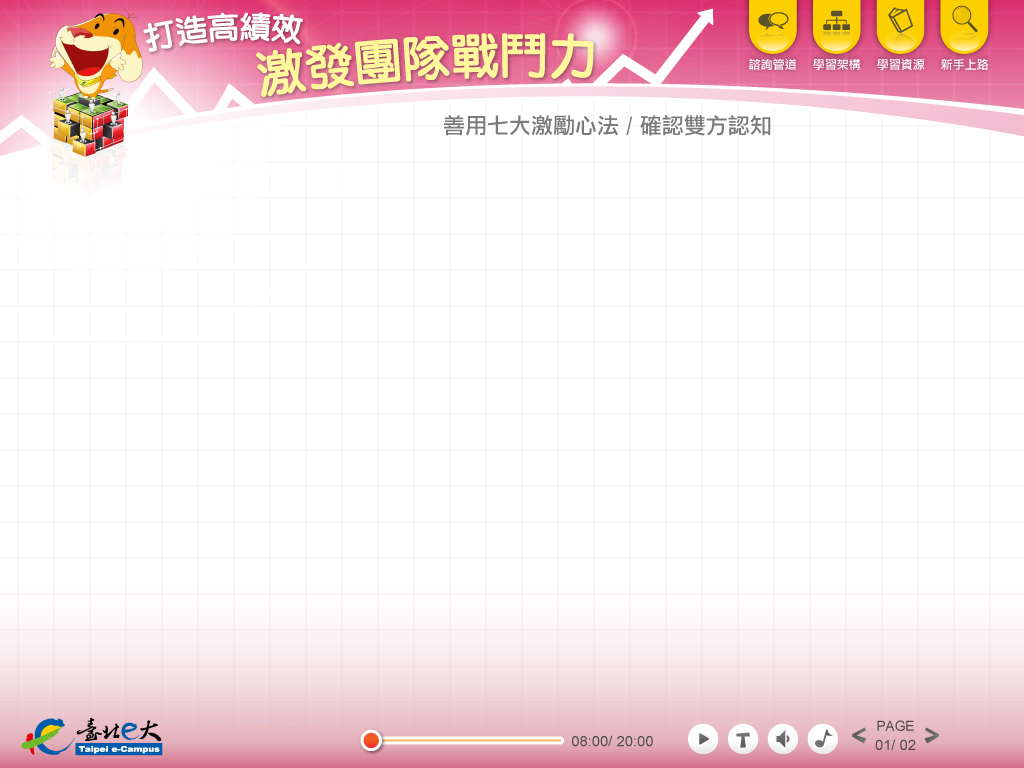 打造高績效
激發團隊戰鬥力
諮詢管道
學習架構
學習資源
新手上路
善用七大激勵心法 / 確認雙方認知
臺北e大
Taipei e-Campus
08:00/ 20:00
T
PAGE
01/ 02